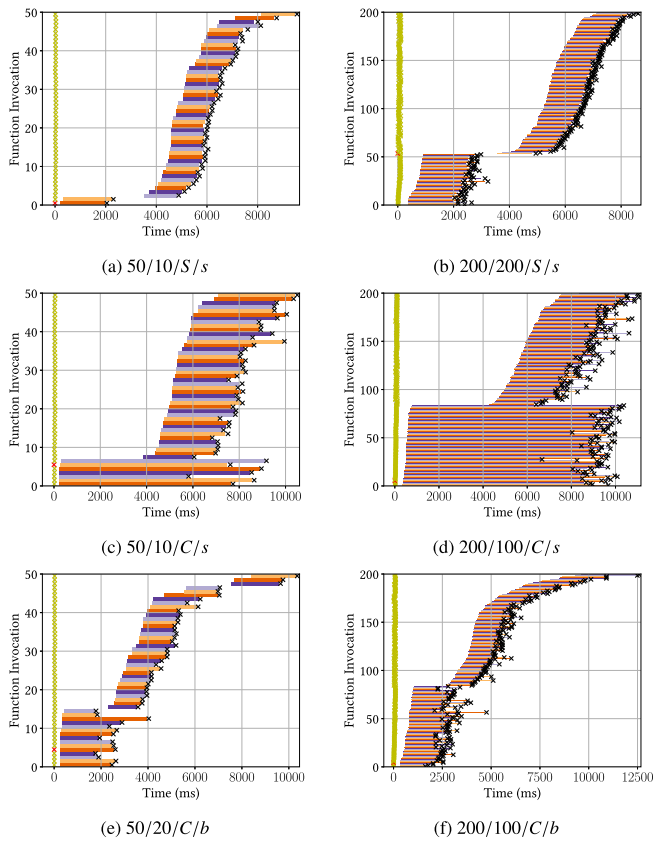 50
40
30
20
10
0
Function Invocation
0 2000 4000 6000 8000
Time (ms)
(a) 50/10/S/s
200
150
100
50
0
Function Invocation
0 2000 4000 6000 8000
Time (ms)
(b) 200/200/S/s
50
40
30
20
10
0
Function Invocation
0 2000 4000 6000 8000 10000
Time (ms)
(c) 50/10/C/s
200
150
100
50
0
Function Invocation
0 2000 4000 6000 8000 10000
Time (ms)
(d) 200/100/C/s
50
40
30
20
10
0
Function Invocation
0 2000 4000 6000 8000 10000
Time (ms)
(e) 50/20/C/b
200
150
100
50
0
Function Invocation
0 2500 5000 7500 10000 12500
Time (ms)
(f) 200/100/C/b